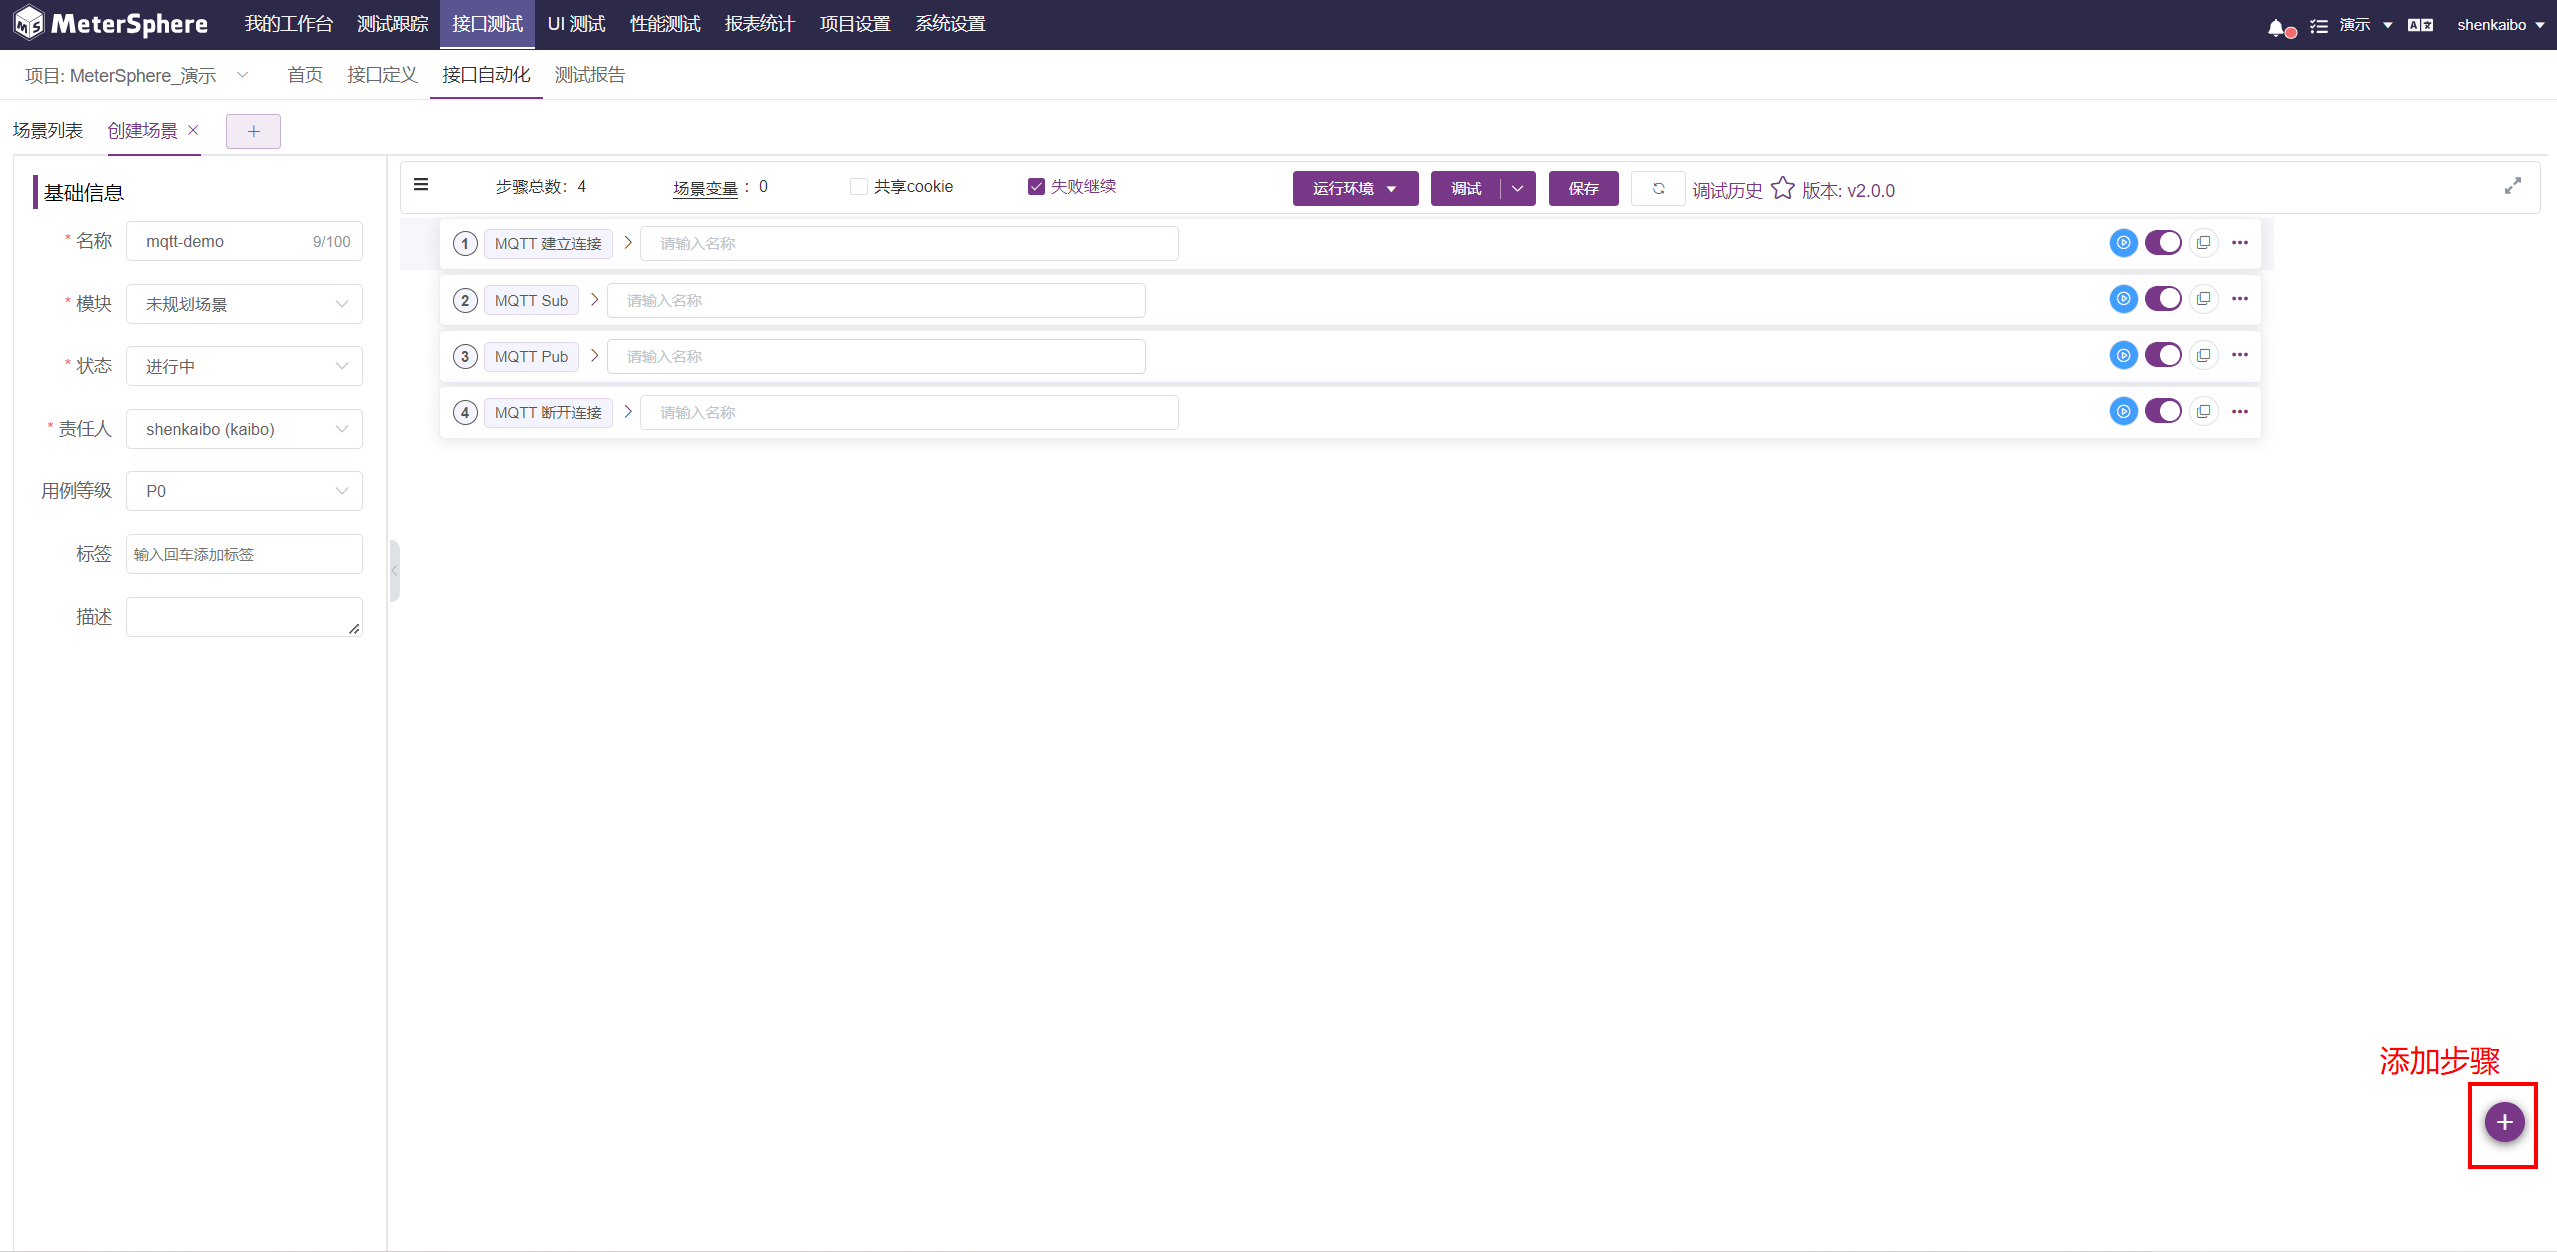 MeterSphere 我的工作台 测试跟踪 接口测试 UI 测试 性能测试 报表统计 项目设置 系统设置 演示 shenkaibo
项目: MeterSphere_演示 首页 接口定义 接口自动化 测试报告
场景列表 创建场景
基础信息
* 名称 mqtt-demo 9/100
* 模块 未规划场景
* 状态 进行中
* 责任人 shenkaibo (kaibo)
用例等级 P0
标签 输入回车添加标签
描述
步骤总数：4 场景变量：0 共享cookie 失败继续 运行环境 调试 保存 调试历史 版本: v2.0.0
1 MQTT 建立连接 请输入名称
2 MQTT Sub 请输入名称
3 MQTT Pub 请输入名称
4 MQTT 断开连接 请输入名称
添加步骤